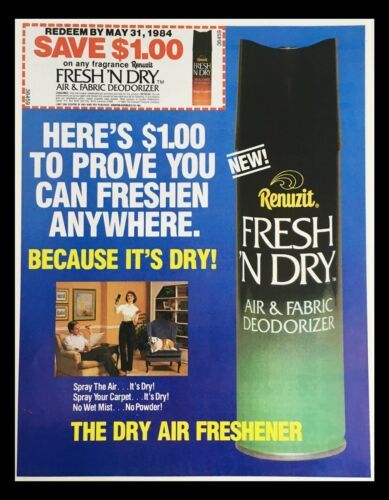 REDEEM BY MAY 31, 1984
SAVE $1.00
on any fragrance Renuzit
FRESH 'N DRY™
AIR & FABRIC DEODORIZER
HERE'S $1.00
TO PROVE YOU
CAN FRESHEN
ANYWHERE.
BECAUSE IT'S DRY!
Spray The Air. . .It's Dry!
Spray Your Carpet. . .It's Dry!
No Wet Mist. . .No Powder!
THE DRY AIR FRESHENER
NEW!
Renuzit®
FRESH
'N DRY™
AIR & FABRIC
DEODORIZER